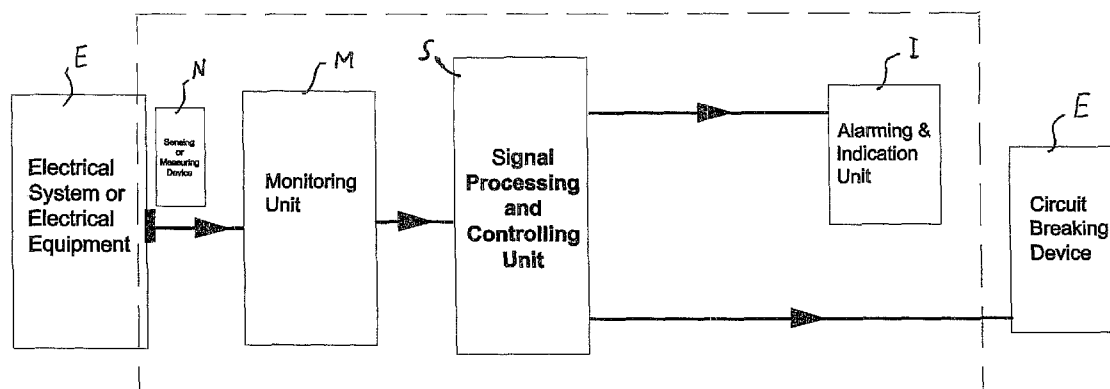 E
N
M
S
I
E
Electrical
System or
Electrical
Equipment
Sensing
or
Measuring
Device
Monitoring
Unit
Signal
Processing
and
Controlling
Unit
Alarming &
Indication
Unit
Circuit
Breaking
Device